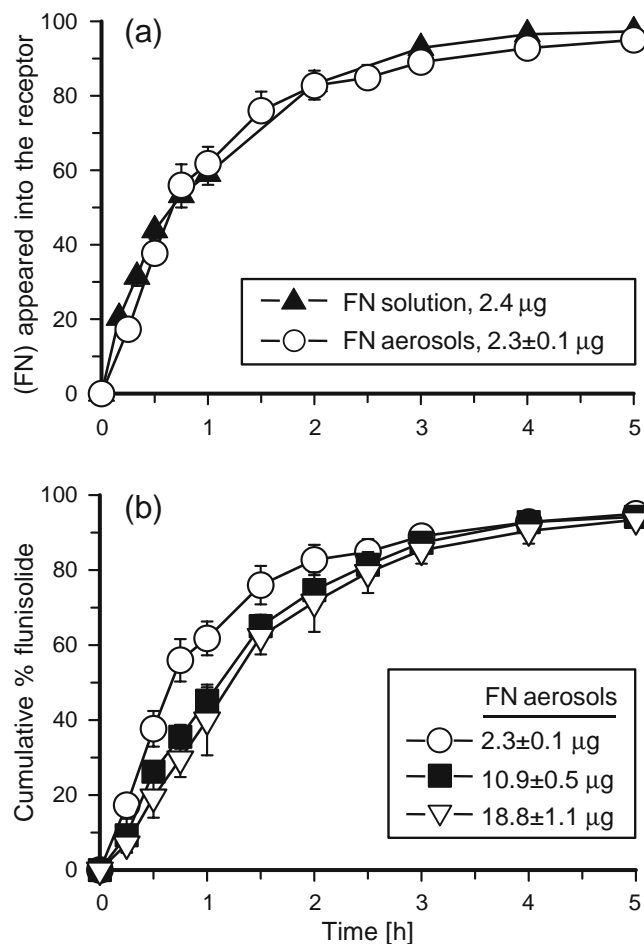 (a)
(FN) appeared into the receptor
100
80
60
40
20
0
FN solution, 2.4 μg
FN aerosols, 2.3±0.1 μg
0 1 2 3 4 5
(b)
Cumulative % flunisolide
100
80
60
40
20
0
FN aerosols
2.3±0.1 μg
10.9±0.5 μg
18.8±1.1 μg
0 1 2 3 4 5
Time [h]